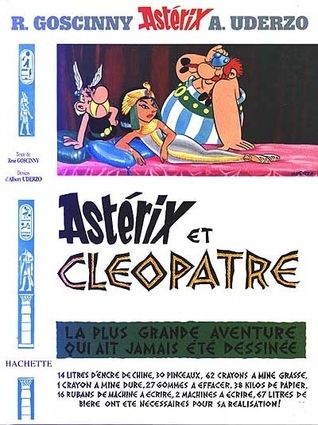 R. GOSCINNY Astérix A. UDERZO
Texte de
René GOSCINNY
Dessins
d'Albert UDERZO
Astérix ET
CLEOPATRE
LA PLUS GRANDE AVENTURE
QUI AIT JAMAIS ÉTÉ DESSINÉE
HACHETTE
14 LITRES D'ENCRE DE CHINE, 30 PINCEAUX, 62 CRAYONS A MINE GRASSE,
1 CRAYON A MINE DURE, 27 GOMMES A EFFACER, 38 KILOS DE PAPIER,
16 RUBANS DE MACHINE A ECRIRE, 2 MACHINES A ECRIRE, 67 LITRES DE
BIERE ONT ETE NECESSAIRES POUR SA REALISATION!